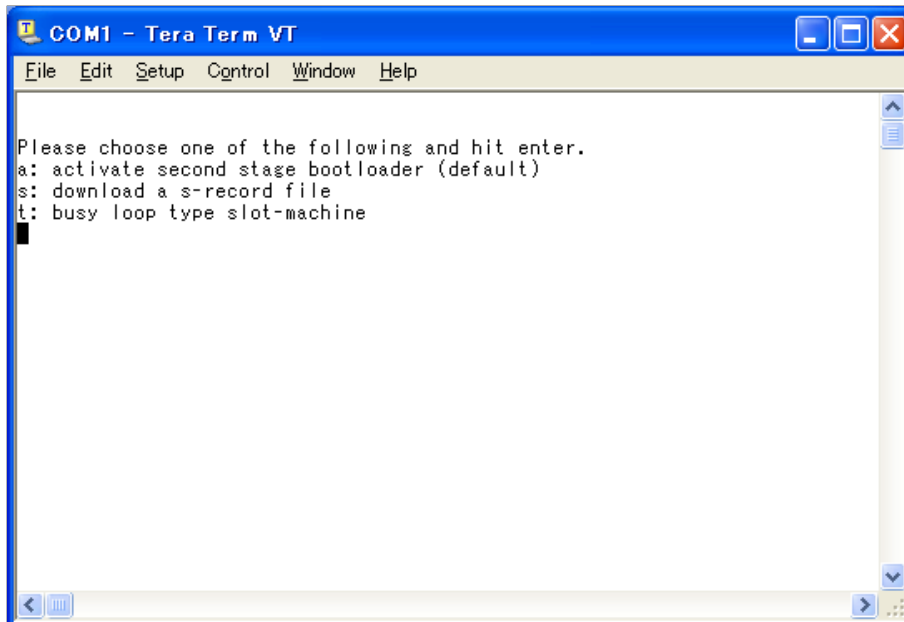 COM1 - Tera Term VT
File Edit Setup Control Window Help
Please choose one of the following and hit enter.
a: activate second stage bootloader (default)
s: download a s-record file
t: busy loop type slot-machine